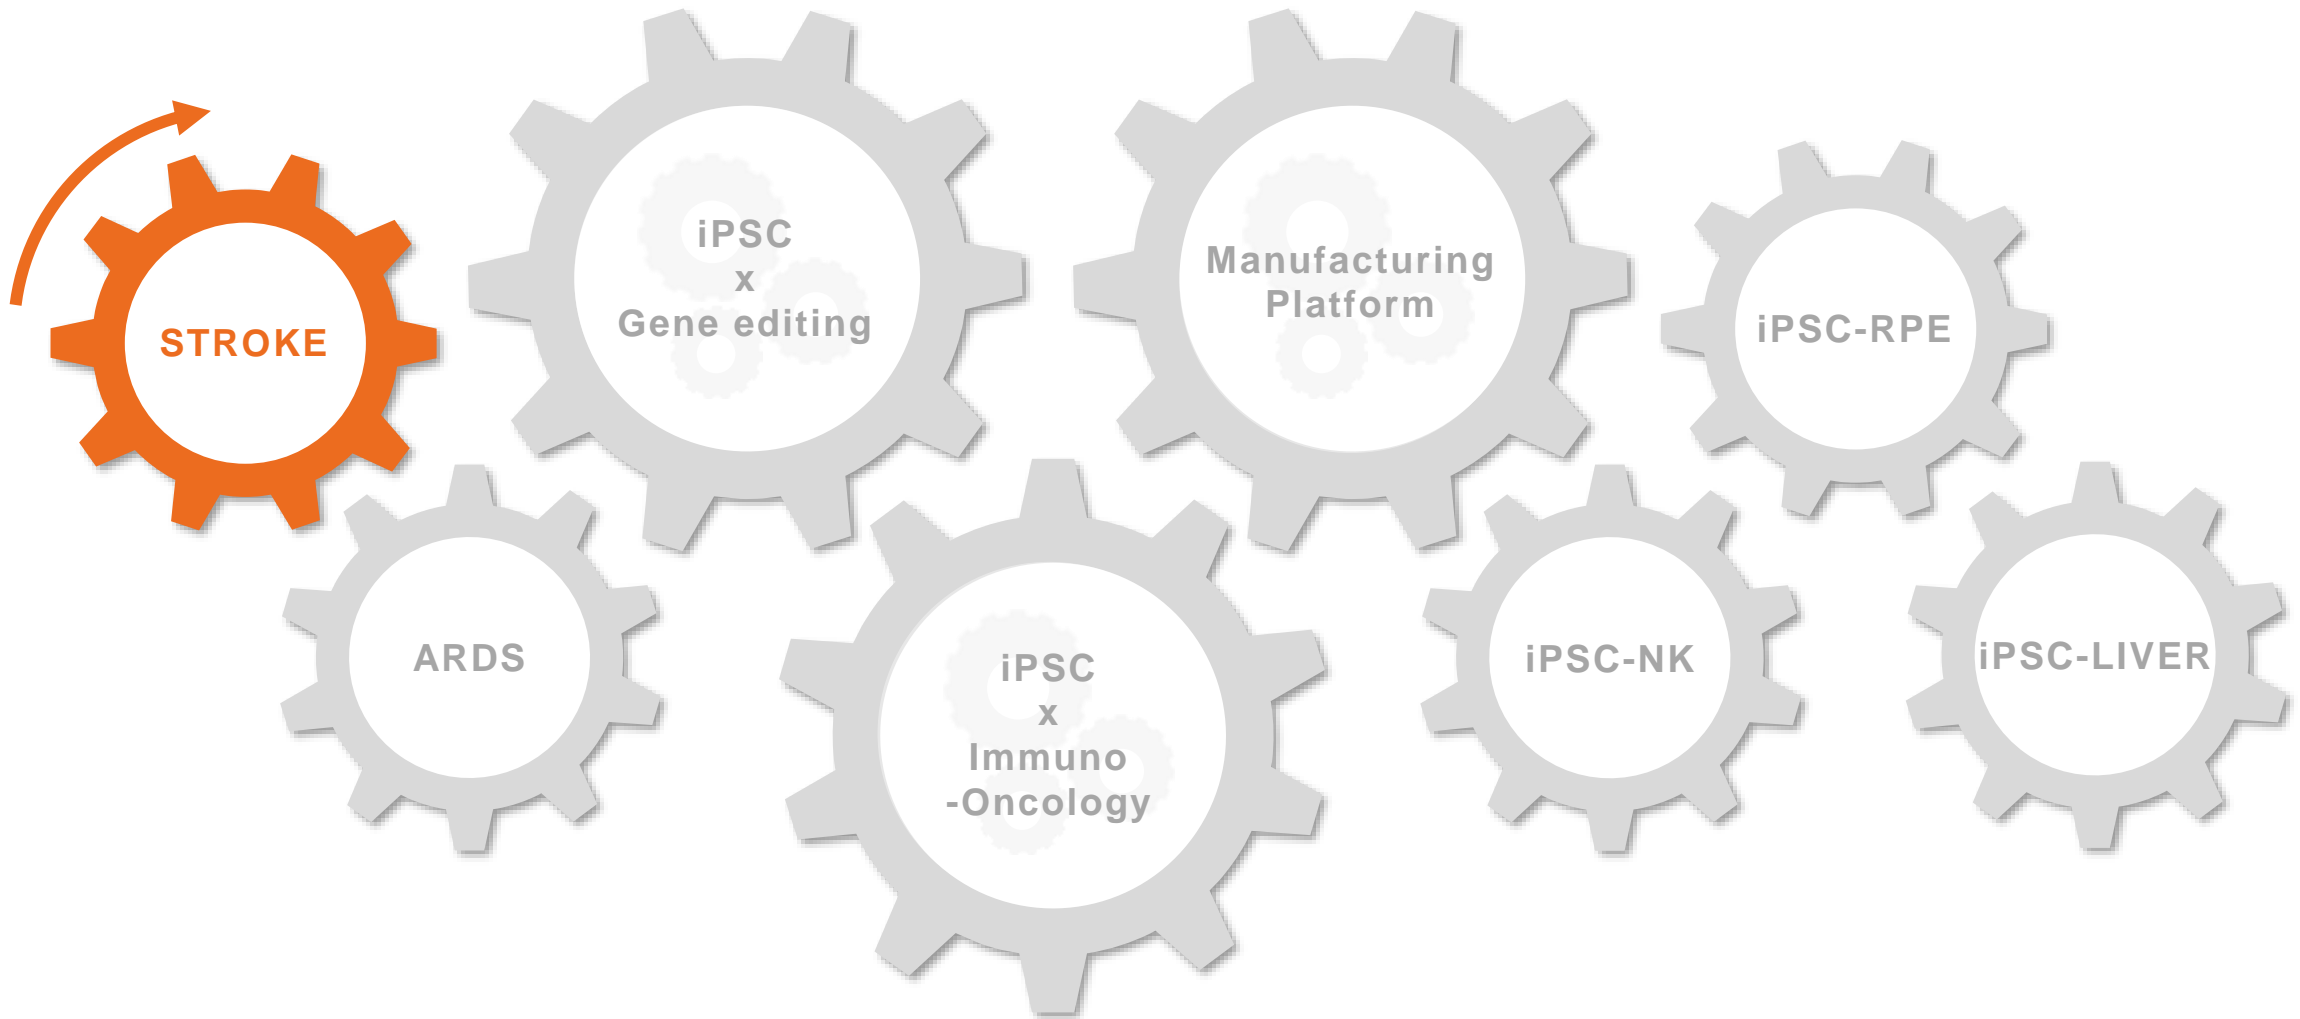 STROKE
iPSC
x
Gene editing
Manufacturing
Platform
iPSC-RPE
ARDS
iPSC
x
Immuno
-Oncology
iPSC-NK
iPSC-LIVER